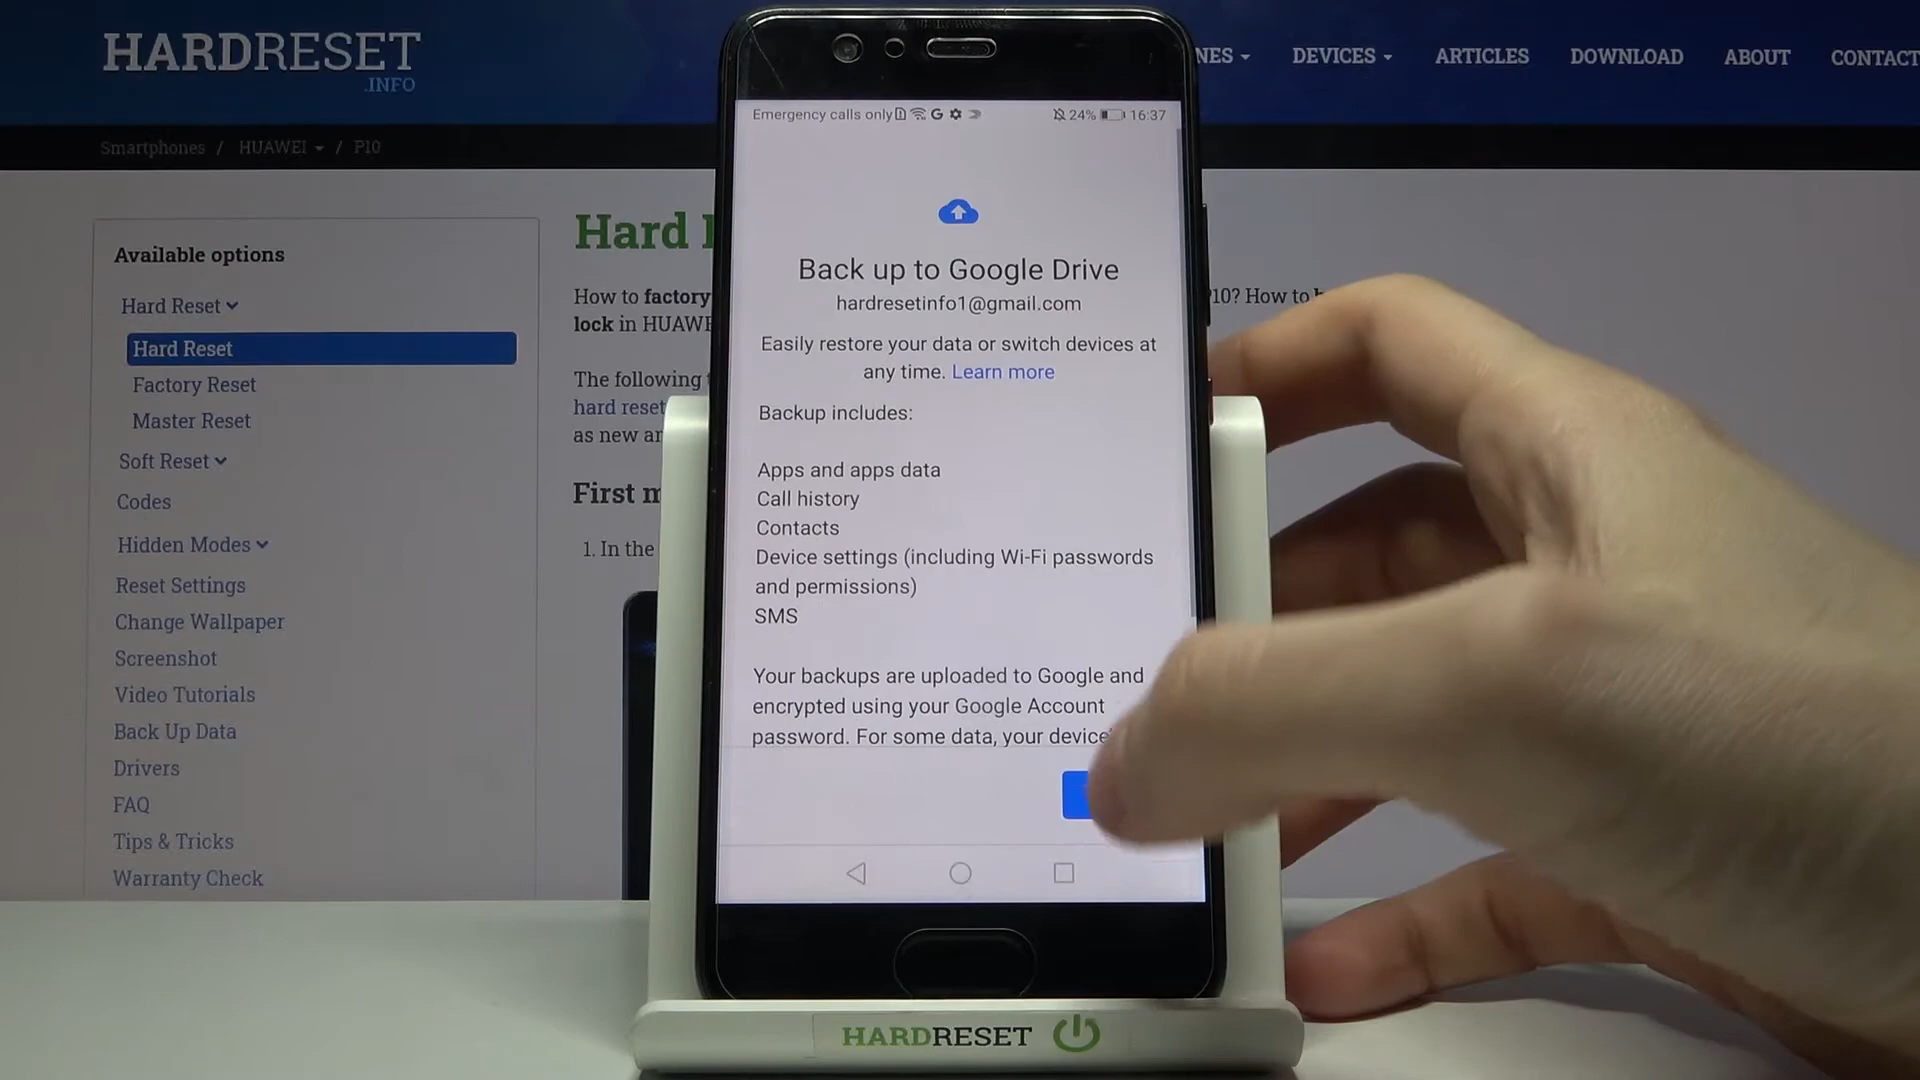 HARDRESET
.INFO
DEVICES
ARTICLES
DOWNLOAD
ABOUT
CONTACT
Smartphones / HUAWEI / P10
Available options
Hard Reset
Hard Reset
Factory Reset
Master Reset
Soft Reset
Codes
Hidden Modes
Reset Settings
Change Wallpaper
Screenshot
Video Tutorials
Back Up Data
Drivers
FAQ
Tips & Tricks
Warranty Check
Hard
How to factory
P10? How to
lock in
The following
hard reset
as new
First
1. In the
Emergency calls only
24% 16:37
Back up to Google Drive
hardresetinfo1@gmail.com
Easily restore your data or switch devices at
any time. Learn more
Backup includes:
Apps and apps data
Call history
Contacts
Device settings (including Wi-Fi passwords
and permissions)
SMS
Your backups are uploaded to Google and
encrypted using your Google Account
password. For some data, your device
HARDRESET